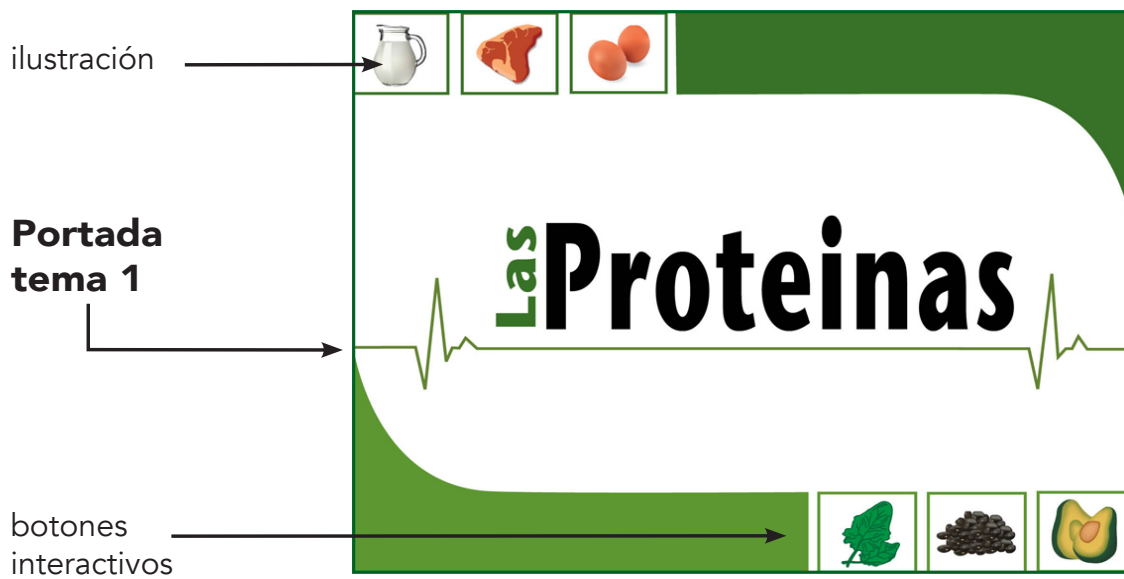 ilustración
Portada
tema 1
Las Proteinas
botones
interactivos